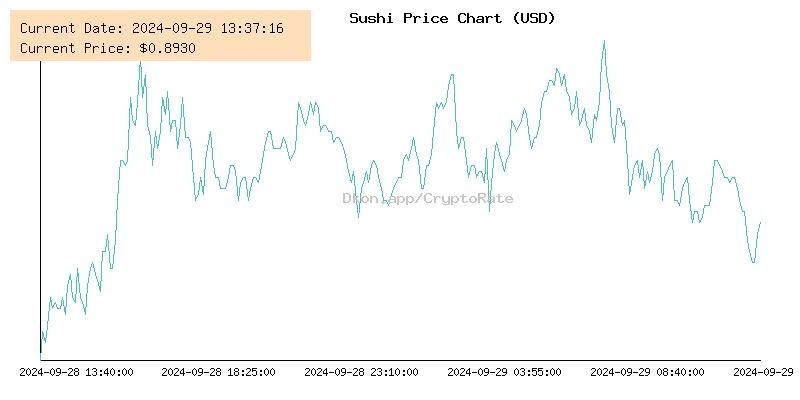 Sushi Price Chart (USD)
Current Date: 2024-09-29 13:37:16
Current Price: $0.8930
Dkon.app/CryptoRate
2024-09-28 13:40:00 2024-09-28 18:25:00 2024-09-28 23:10:00 2024-09-29 03:55:00 2024-09-29 08:40:00 2024-09-29